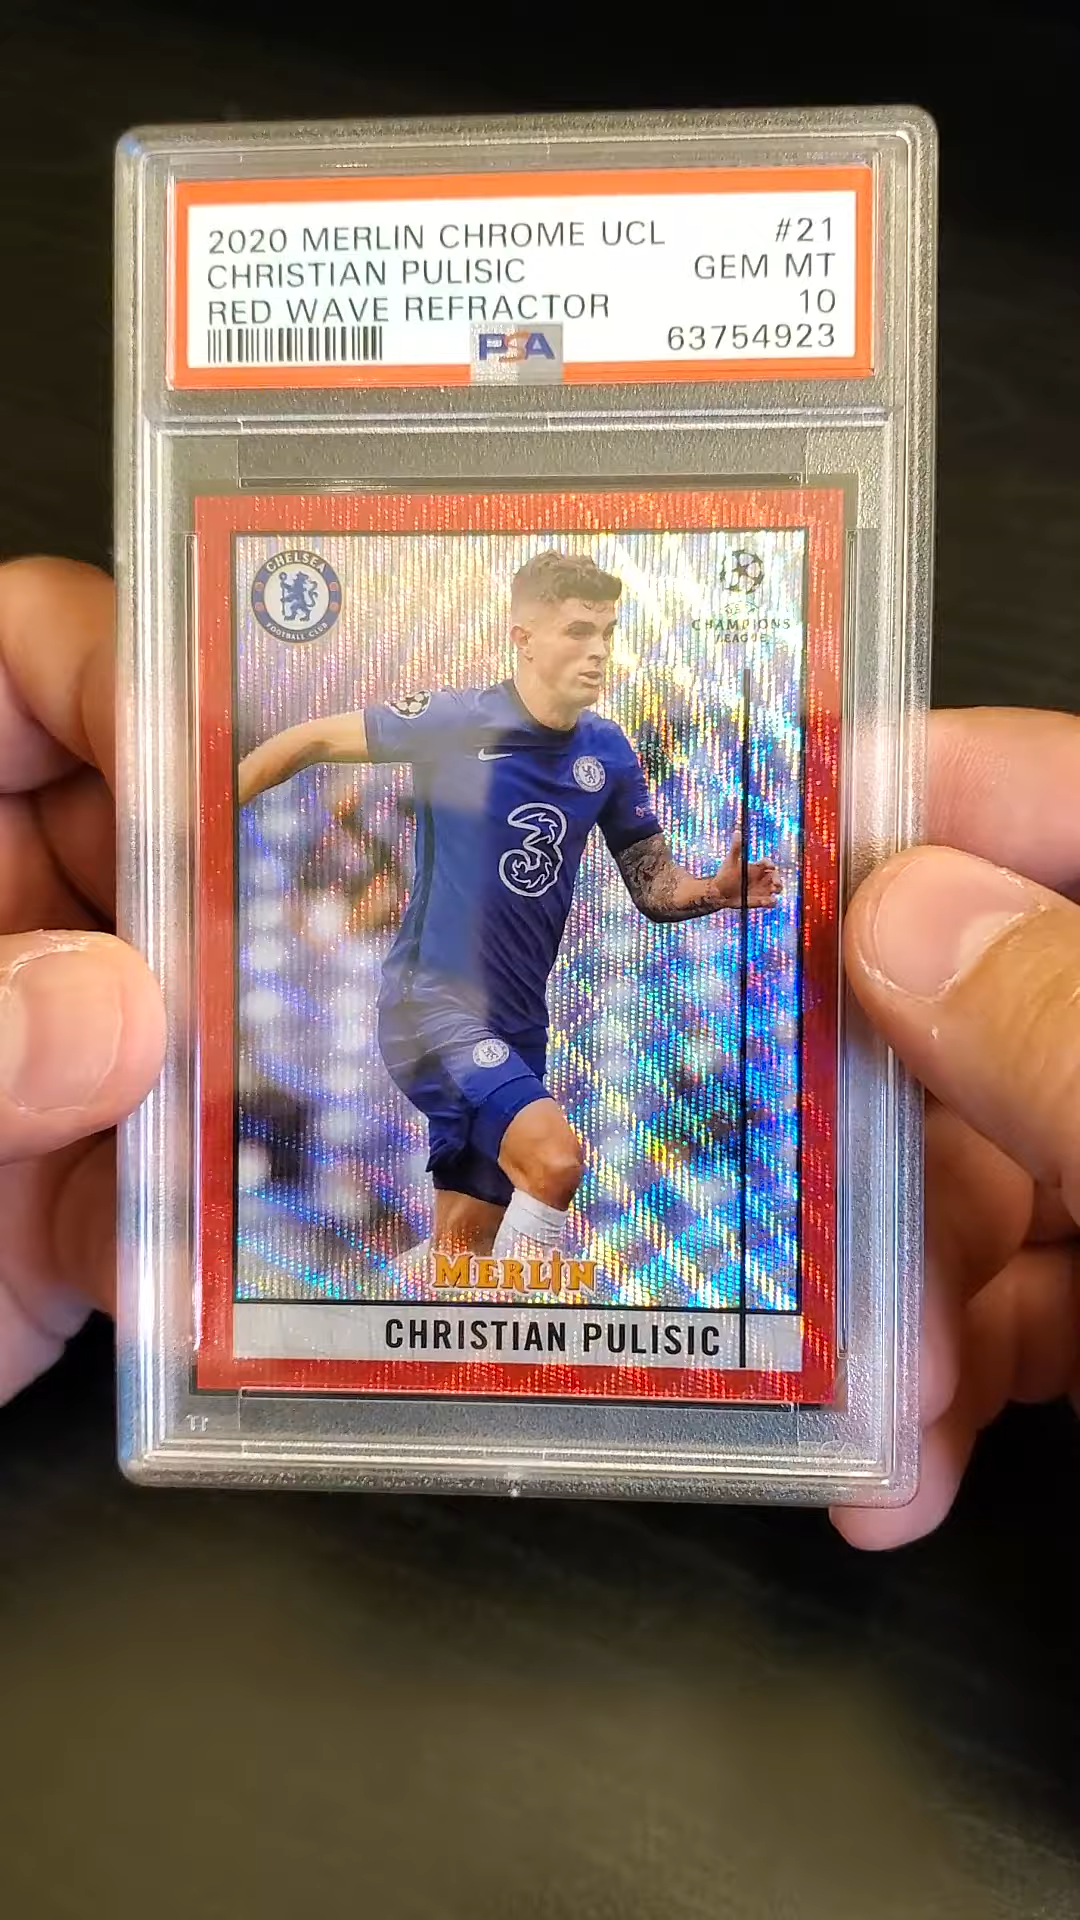 2020 MERLIN CHROME UCL #21
CHRISTIAN PULISIC GEM MT
RED WAVE REFRACTOR 10
PSA 63754923
CHELSEA
FOOTBALL CLUB
CHAMPIONS
LEAGUE
3
MERLIN
CHRISTIAN PULISIC